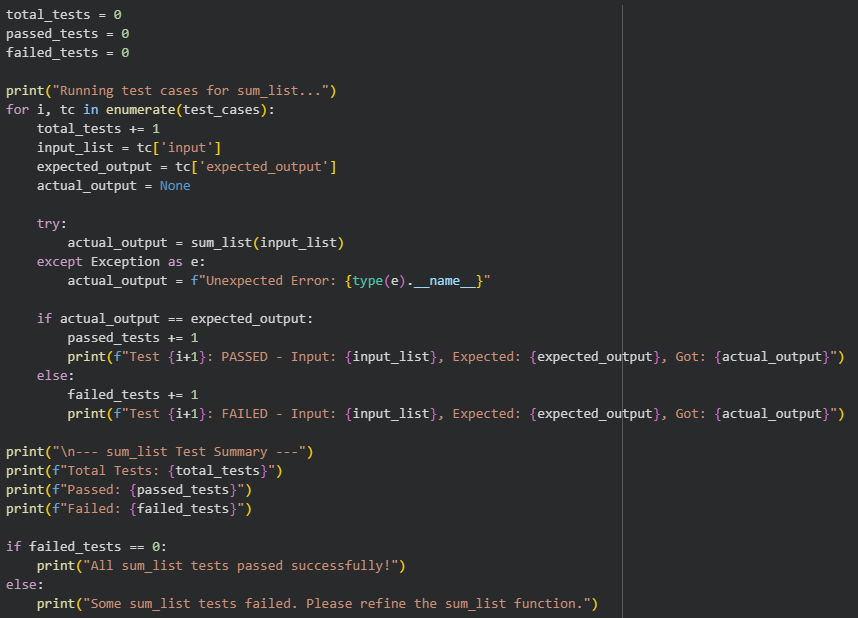 total_tests = 0
passed_tests = 0
failed_tests = 0
print("Running test cases for sum_list...")
for i, tc in enumerate(test_cases):
    total_tests += 1
    input_list = tc['input']
    expected_output = tc['expected_output']
    actual_output = None
    try:
        actual_output = sum_list(input_list)
    except Exception as e:
        actual_output = f"Unexpected Error: {type(e).__name__}"
    if actual_output == expected_output:
        passed_tests += 1
        print(f"Test {i+1}: PASSED - Input: {input_list}, Expected: {expected_output}, Got: {actual_output}")
    else:
        failed_tests += 1
        print(f"Test {i+1}: FAILED - Input: {input_list}, Expected: {expected_output}, Got: {actual_output}")
print("\n--- sum_list Test Summary ---")
print(f"Total Tests: {total_tests}")
print(f"Passed: {passed_tests}")
print(f"Failed: {failed_tests}")
if failed_tests == 0:
    print("All sum_list tests passed successfully!")
else:
    print("Some sum_list tests failed. Please refine the sum_list function.")